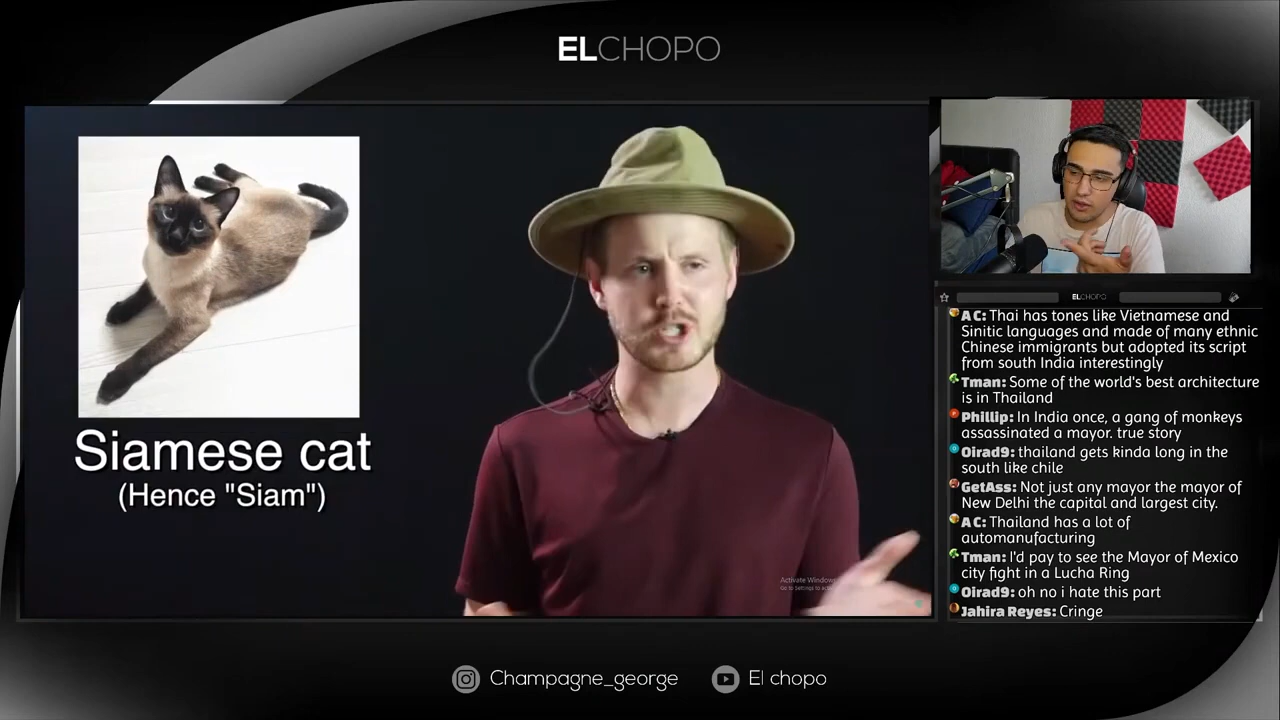 ELCHOPO
Siamese cat
(Hence "Siam")
Activate Windows
ELCHOPO
A C: Thai has tones like Vietnamese and
Sinitic languages and made of many ethnic
Chinese immigrants but adopted its script
from south India interestingly
Tman: Some of the world's best architecture
is in Thailand
Phillip: In India once, a gang of monkeys
assassinated a mayor. true story
Oirad9: thailand gets kinda long in the
south like chile
GetAss: Not just any mayor the mayor of
New Delhi the capital and largest city.
A C: Thailand has a lot of
automanufacturing
Tman: I'd pay to see the Mayor of Mexico
city fight in a Lucha Ring
Oirad9: oh no i hate this part
Jahira Reyes: Cringe
Champagne_george
El chopo